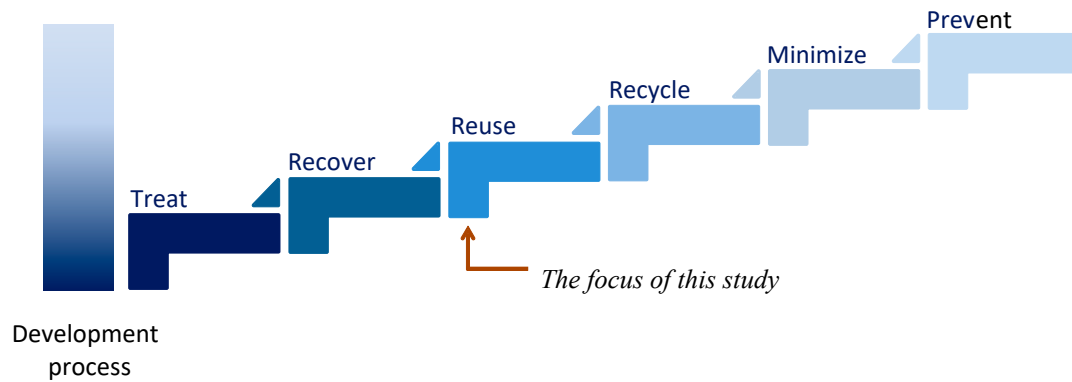 Prevent
Minimize
Recycle
Reuse
Recover
Treat
The focus of this study
Development
process